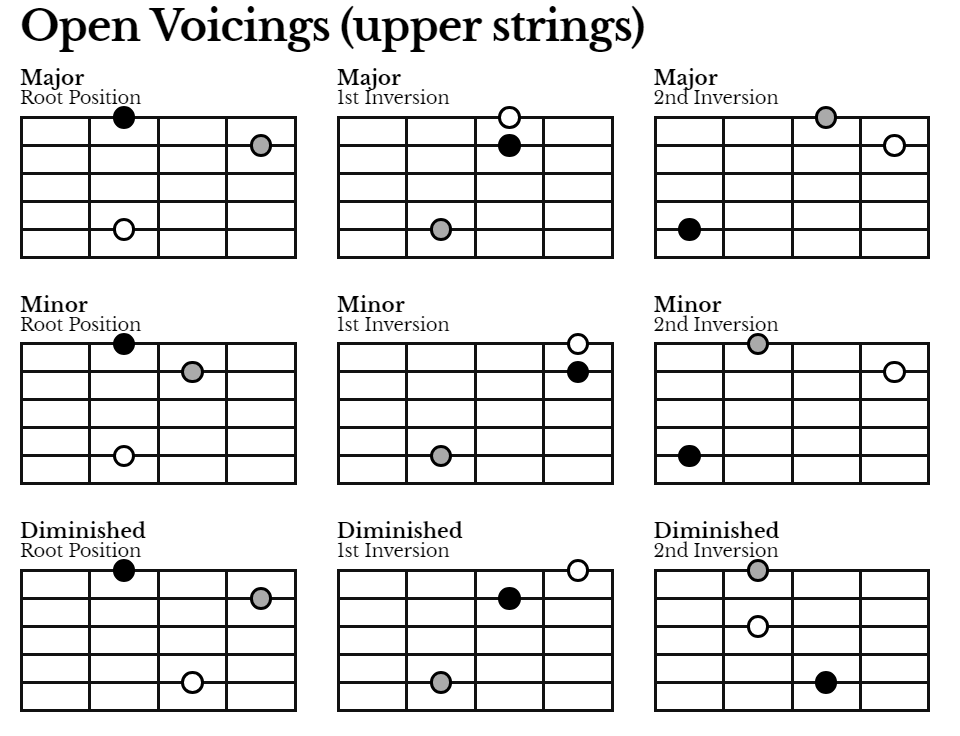 Open Voicings (upper strings)
Major
Root Position
Major
1st Inversion
Major
2nd Inversion
Minor
Root Position
Minor
1st Inversion
Minor
2nd Inversion
Diminished
Root Position
Diminished
1st Inversion
Diminished
2nd Inversion